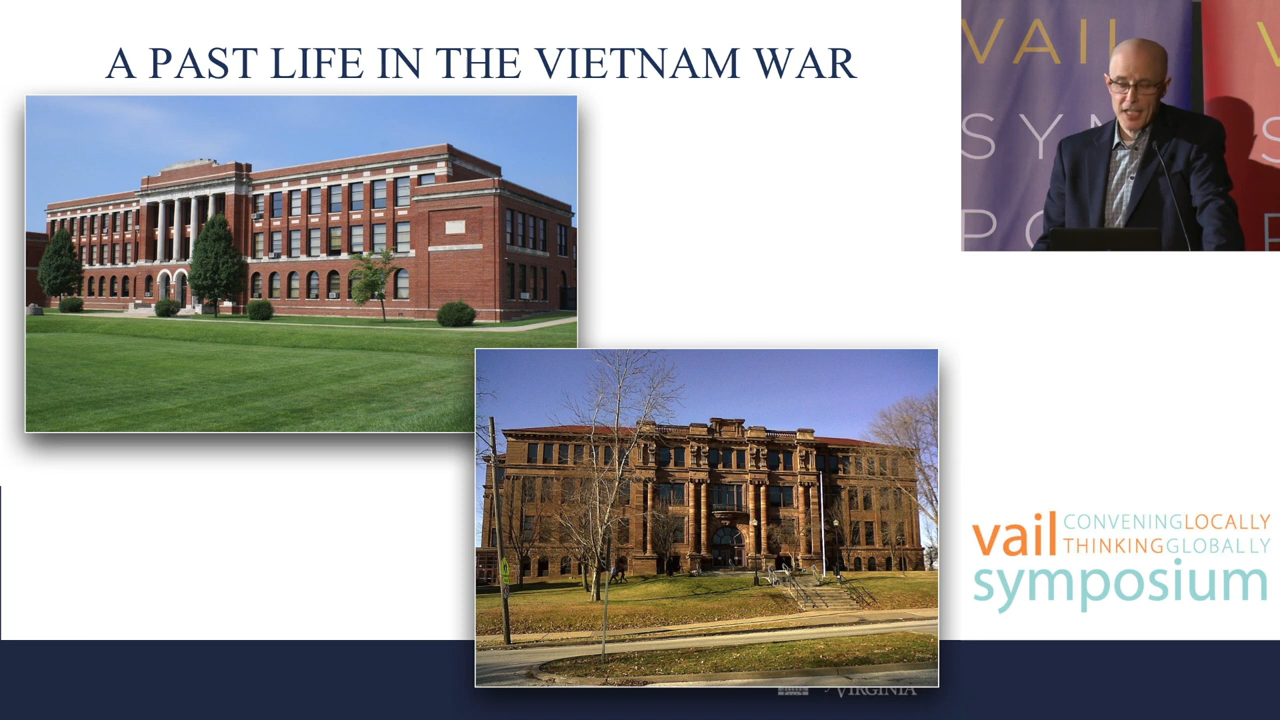 A PAST LIFE IN THE VIETNAM WAR
VAIL
SYM
PO
V
S
vail CONVENINGLOCALLY
THINKINGGLOBALLY
symposium
VIRGINIA